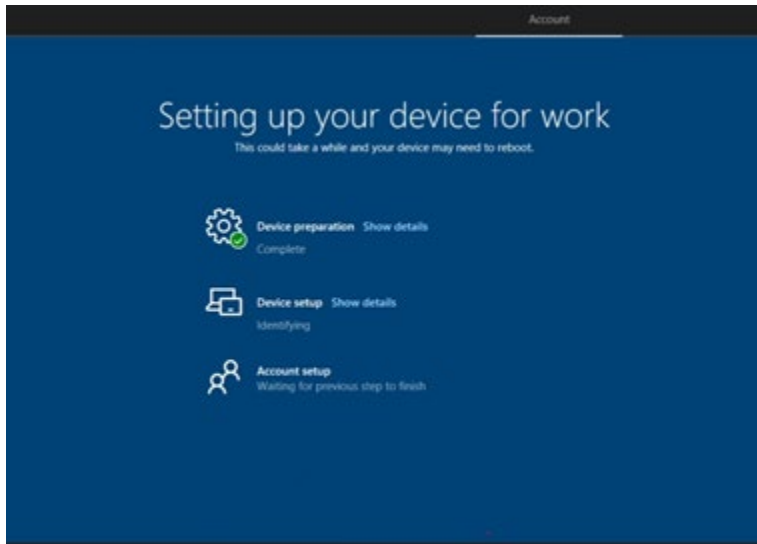 Account
Setting up your device for work
This could take a while and your device may need to reboot.
Device preparation Show details
Complete
Device setup Show details
Identifying
Account setup
Waiting for previous step to finish